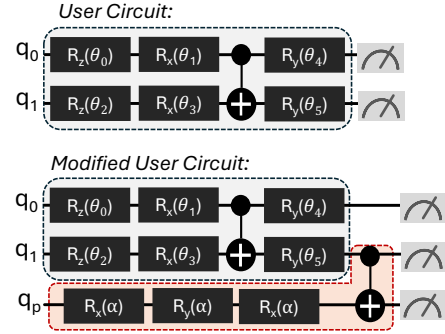 User Circuit:
q₀ R_z(θ₀) R_x(θ₁) R_y(θ₄)
q₁ R_z(θ₂) R_x(θ₃) R_y(θ₅)
Modified User Circuit:
q₀ R_z(θ₀) R_x(θ₁) R_y(θ₄)
q₁ R_z(θ₂) R_x(θ₃) R_y(θ₅)
q_p R_x(α) R_y(α) R_x(α)